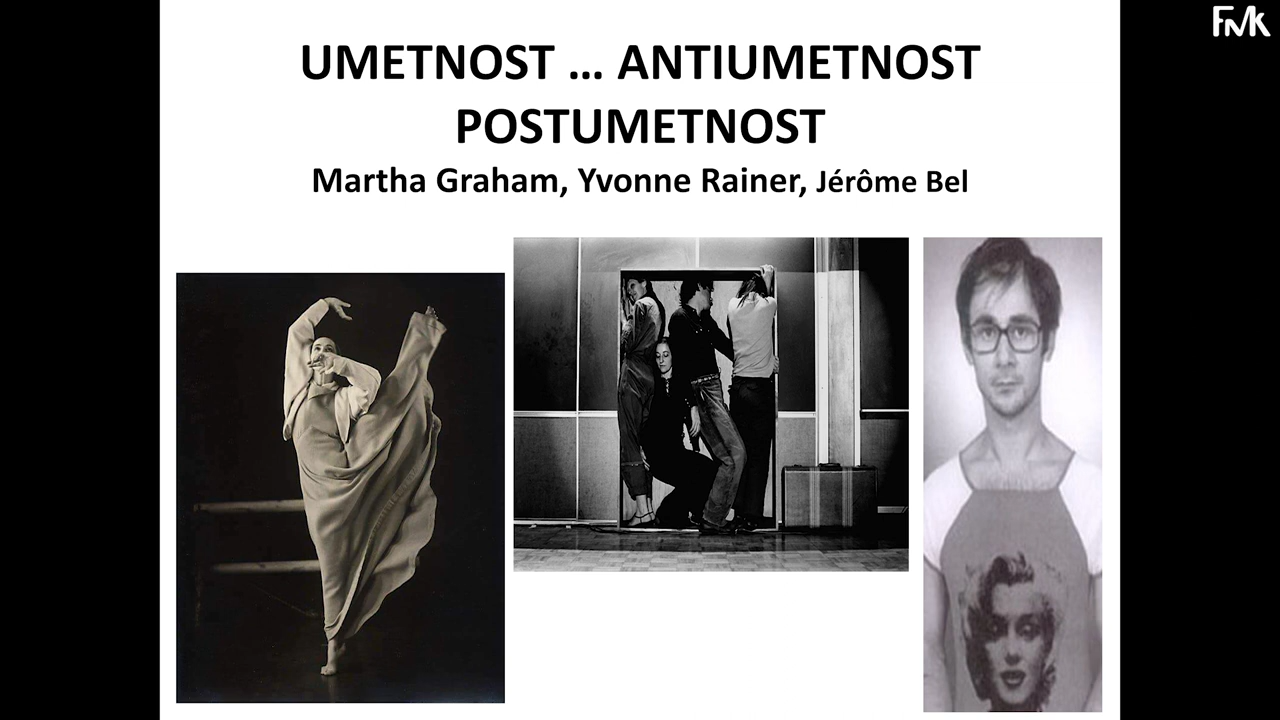 FMK
UMETNOST ... ANTIUMETNOST
POSTUMETNOST
Martha Graham, Yvonne Rainer, Jérôme Bel